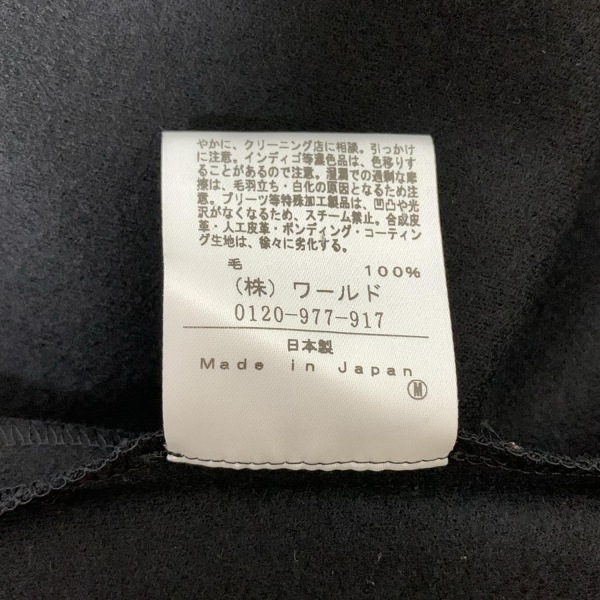 やかに、クリーニング店に相談。引っかけ
に注意。インディゴ等濃色品は、色移りす
ることがあるので注意。湿潤での過剰な摩
擦は、毛羽立ち・白化の原因となるため注
意。プリーツ等特殊加工製品は、凹凸や光
沢がなくなるため、スチーム禁止。合成皮
革・人工皮革・ボンディング・コーティン
グ生地は、徐々に劣化する。
毛 100%
(株) ワールド
0120-977-917
日本製
Made in Japan
M